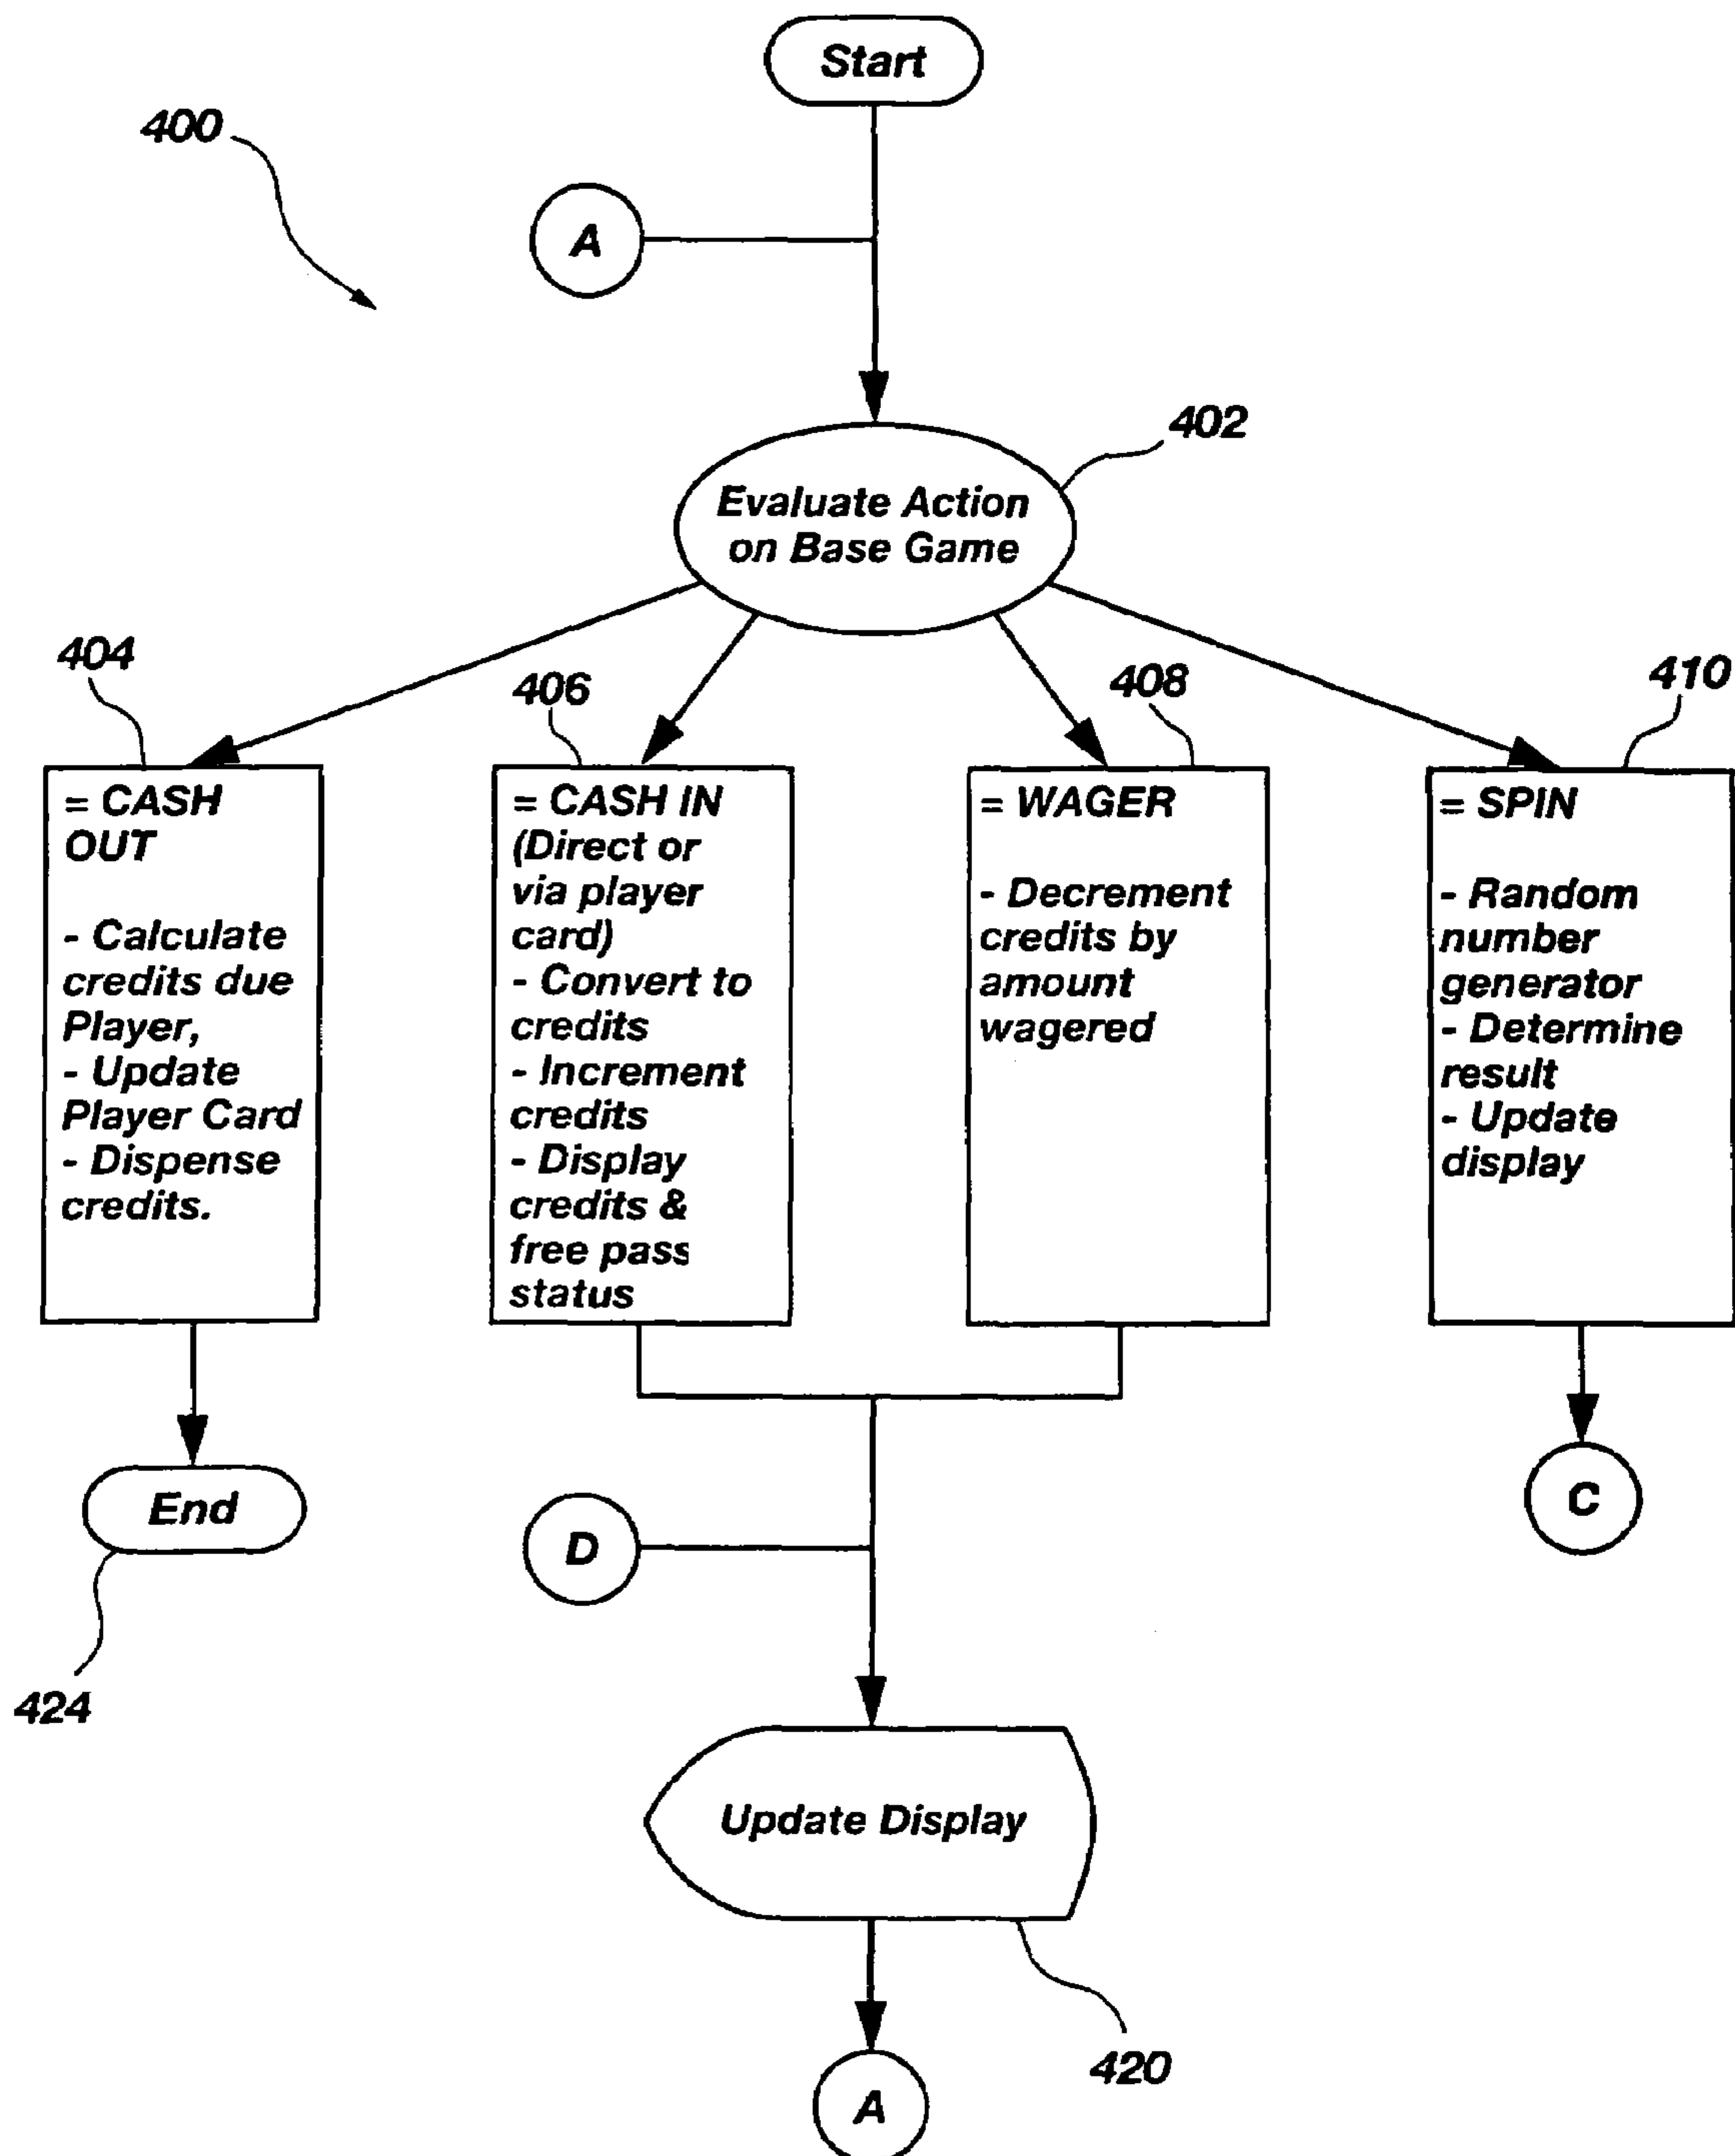 Start
400
A
402
Evaluate Action
on Base Game
404
406
408
410
= CASH
OUT
- Calculate
credits due
Player,
- Update
Player Card
- Dispense
credits.
= CASH IN
(Direct or
via player
card)
- Convert to
credits
- Increment
credits
- Display
credits &
free pass
status
= WAGER
- Decrement
credits by
amount
wagered
= SPIN
- Random
number
generator
- Determine
result
- Update
display
End
D
C
424
Update Display
420
A